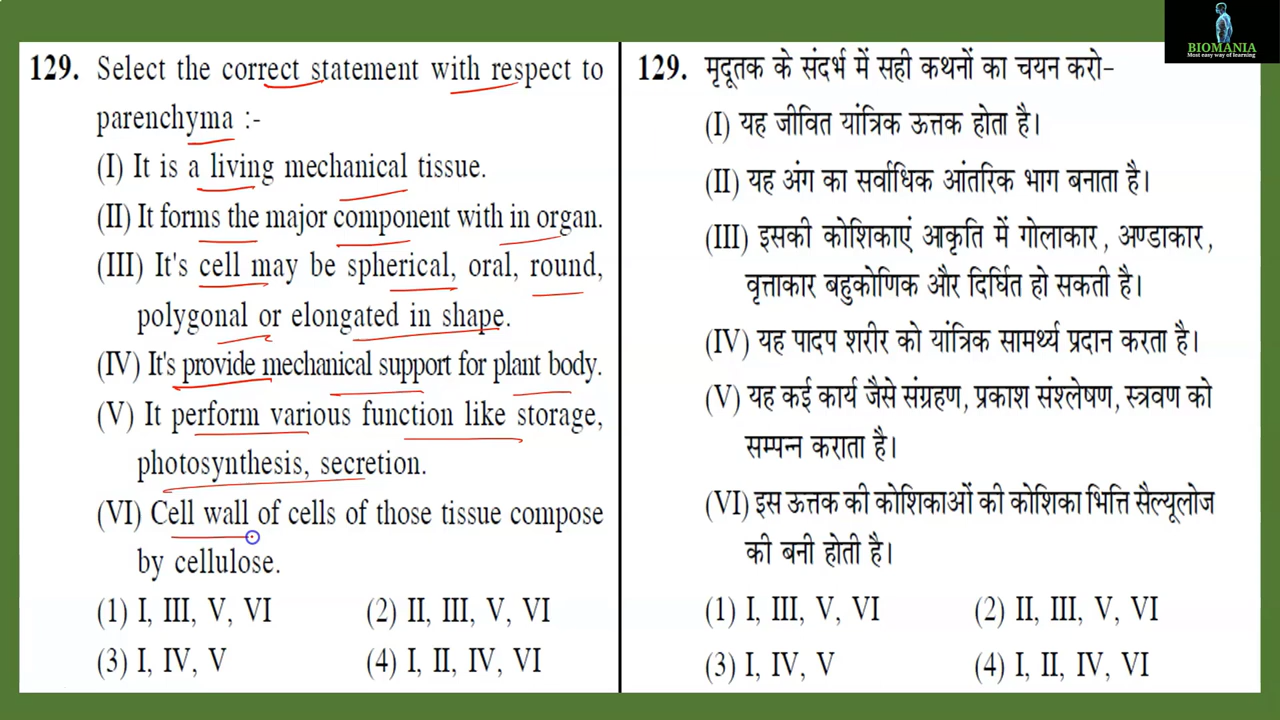 BIOMANIA
Most easy way of learning
129. Select the correct statement with respect to
parenchyma :-
(I) It is a living mechanical tissue.
(II) It forms the major component with in organ.
(III) It's cell may be spherical, oral, round,
polygonal or elongated in shape.
(IV) It's provide mechanical support for plant body.
(V) It perform various function like storage,
photosynthesis, secretion.
(VI) Cell wall of cells of those tissue compose
by cellulose.
(1) I, III, V, VI (2) II, III, V, VI
(3) I, IV, V (4) I, II, IV, VI
129. मृदूतक के संदर्भ में सही कथनों का चयन करो–
(I) यह जीवित यांत्रिक ऊत्तक होता है।
(II) यह अंग का सर्वाधिक आंतरिक भाग बनाता है।
(III) इसकी कोशिकाएं आकृति में गोलाकार, अण्डाकार,
वृत्ताकार बहुकोणिक और दिर्घित हो सकती है।
(IV) यह पादप शरीर को यांत्रिक सामर्थ्य प्रदान करता है।
(V) यह कई कार्य जैसे संग्रहण, प्रकाश संश्लेषण, स्त्रवण को
सम्पन्न कराता है।
(VI) इस ऊत्तक की कोशिकाओं की कोशिका भित्ति सैल्यूलोज
की बनी होती है।
(1) I, III, V, VI (2) II, III, V, VI
(3) I, IV, V (4) I, II, IV, VI